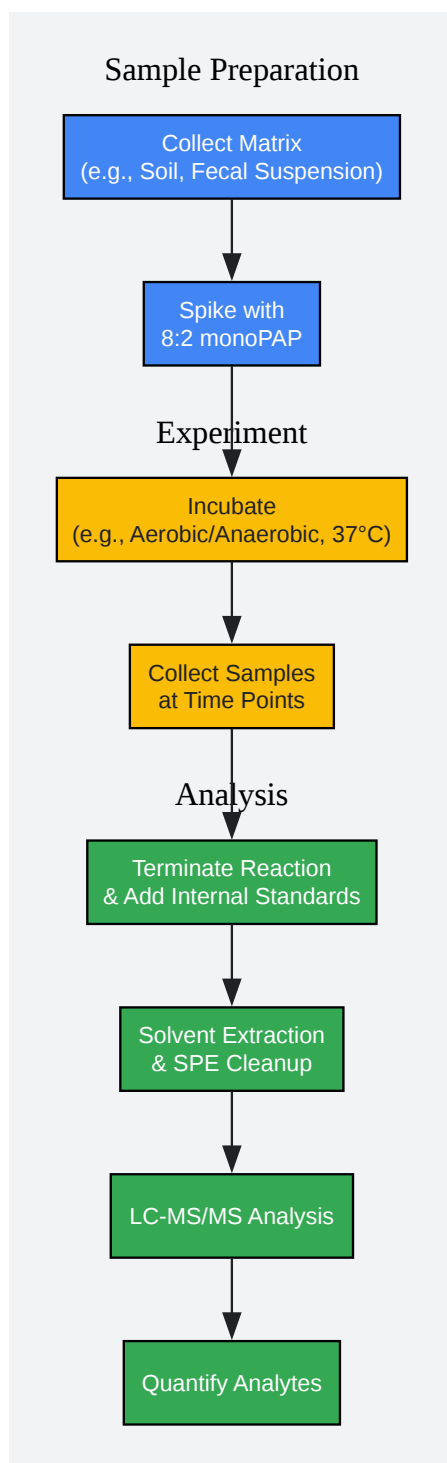 Sample Preparation
Collect Matrix
(e.g., Soil, Fecal Suspension)
Spike with
8:2 monoPAP
Experiment
Incubate
(e.g., Aerobic/Anaerobic, 37°C)
Collect Samples
at Time Points
Analysis
Terminate Reaction
& Add Internal Standards
Solvent Extraction
& SPE Cleanup
LC-MS/MS Analysis
Quantify Analytes